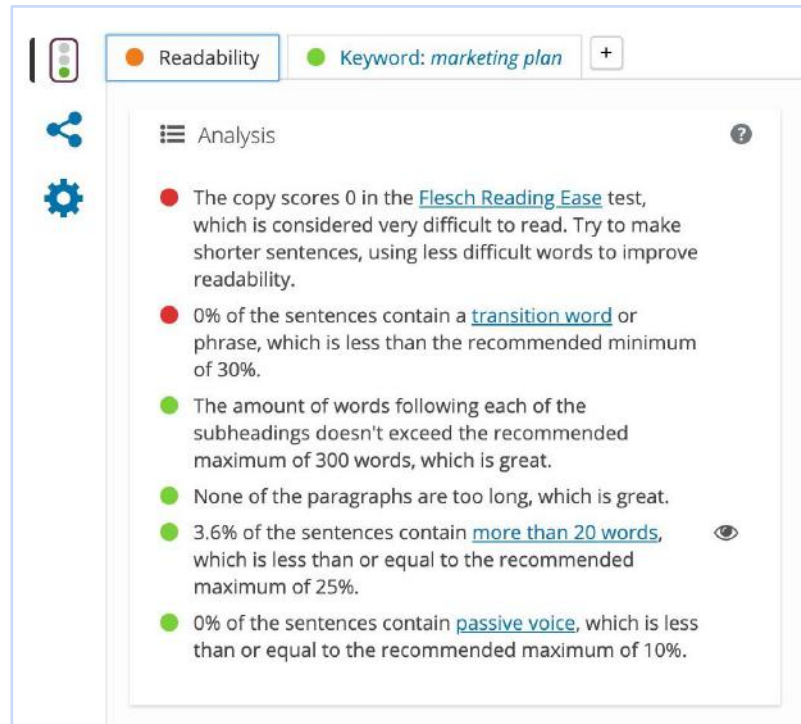 Readability
Keyword: marketing plan
+
Analysis
?
The copy scores 0 in the Flesch Reading Ease test,
which is considered very difficult to read. Try to make
shorter sentences, using less difficult words to improve
readability.
0% of the sentences contain a transition word or
phrase, which is less than the recommended minimum
of 30%.
The amount of words following each of the
subheadings doesn't exceed the recommended
maximum of 300 words, which is great.
None of the paragraphs are too long, which is great.
3.6% of the sentences contain more than 20 words,
which is less than or equal to the recommended
maximum of 25%.
0% of the sentences contain passive voice, which is less
than or equal to the recommended maximum of 10%.